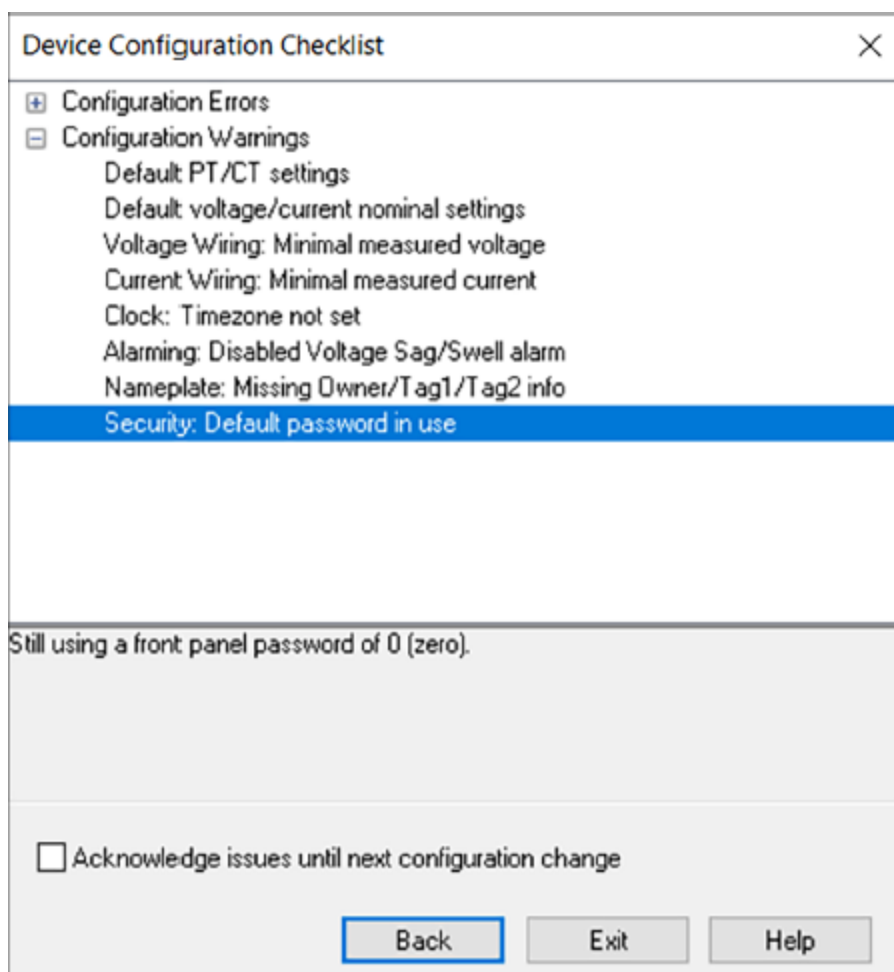 Device Configuration Checklist
Configuration Errors
Configuration Warnings
Default PT/CT settings
Default voltage/current nominal settings
Voltage Wiring: Minimal measured voltage
Current Wiring: Minimal measured current
Clock: Timezone not set
Alarming: Disabled Voltage Sag/Swell alarm
Nameplate: Missing Owner/Tag1/Tag2 info
Security: Default password in use
Still using a front panel password of 0 (zero).
Acknowledge issues until next configuration change
Back Exit Help